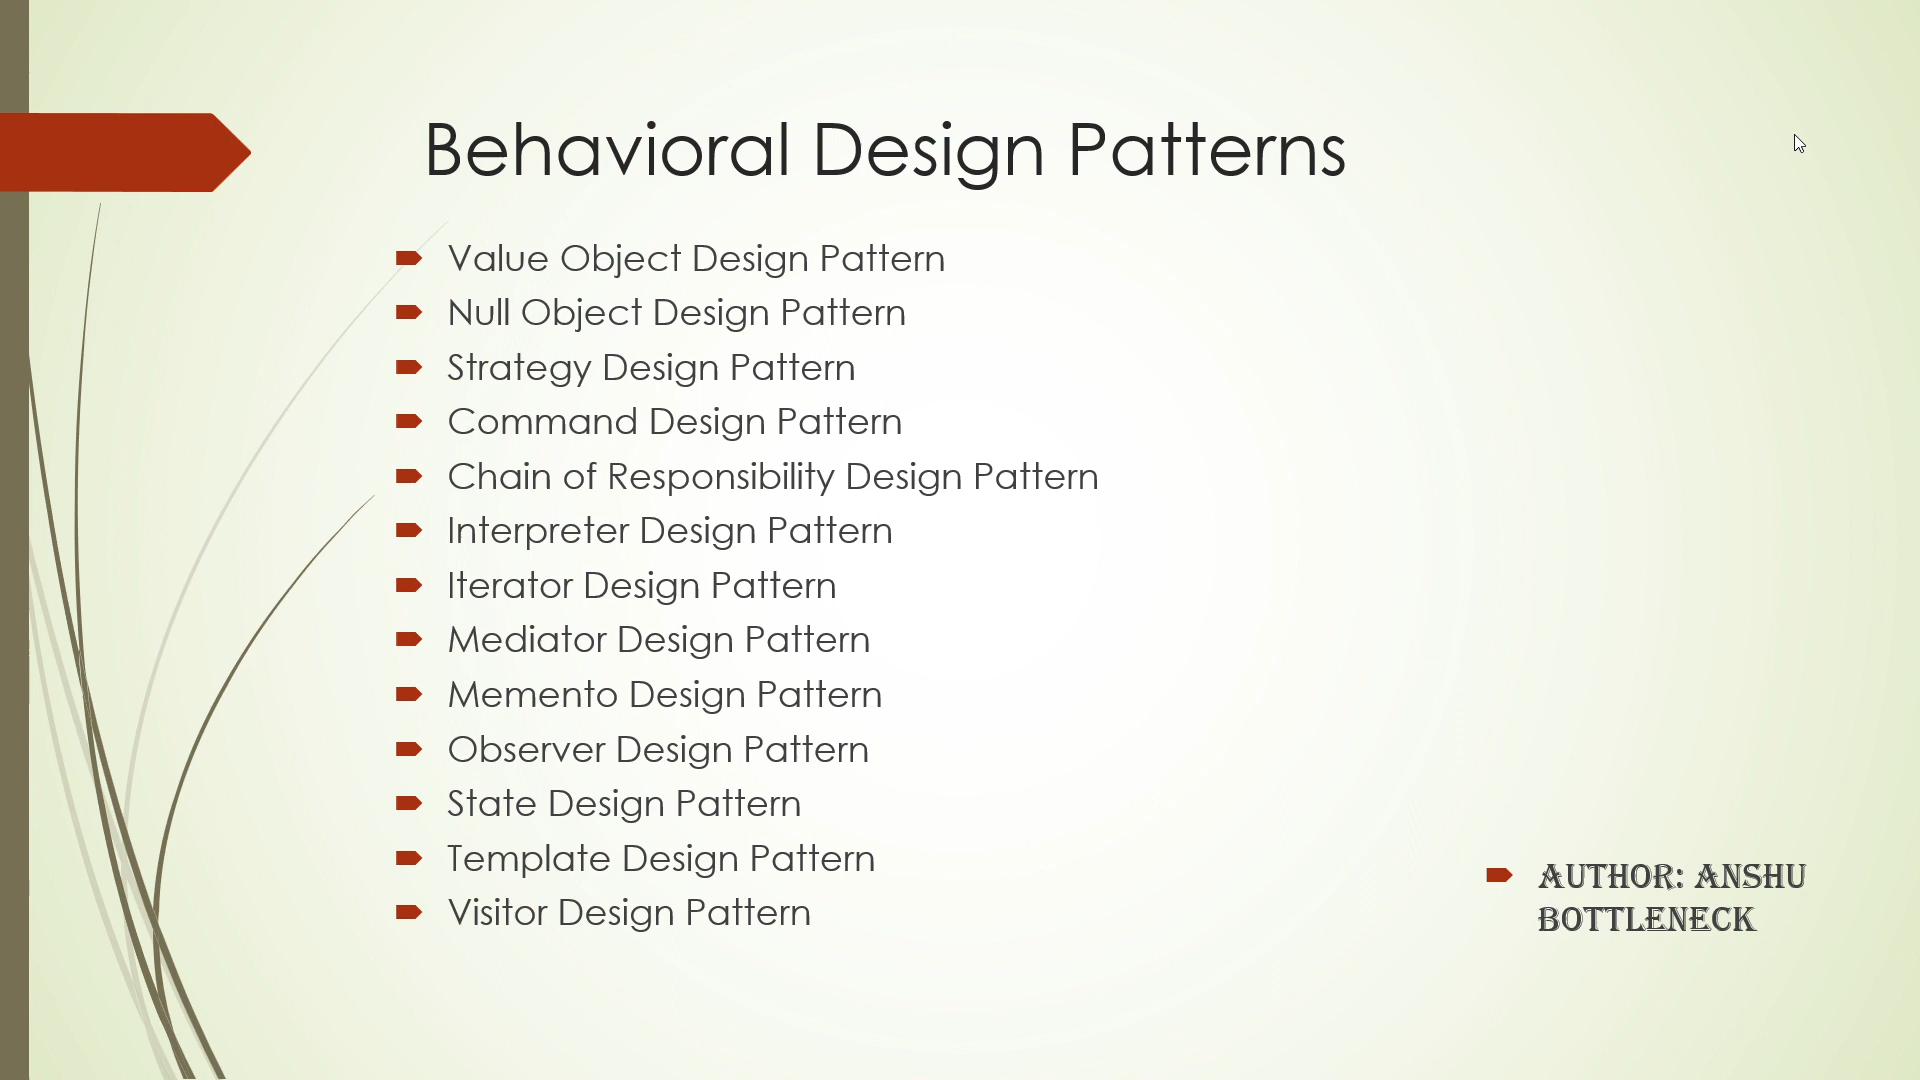 Behavioral Design Patterns
Value Object Design Pattern
Null Object Design Pattern
Strategy Design Pattern
Command Design Pattern
Chain of Responsibility Design Pattern
Interpreter Design Pattern
Iterator Design Pattern
Mediator Design Pattern
Memento Design Pattern
Observer Design Pattern
State Design Pattern
Template Design Pattern
Visitor Design Pattern
AUTHOR: ANSHU
BOTTLENECK